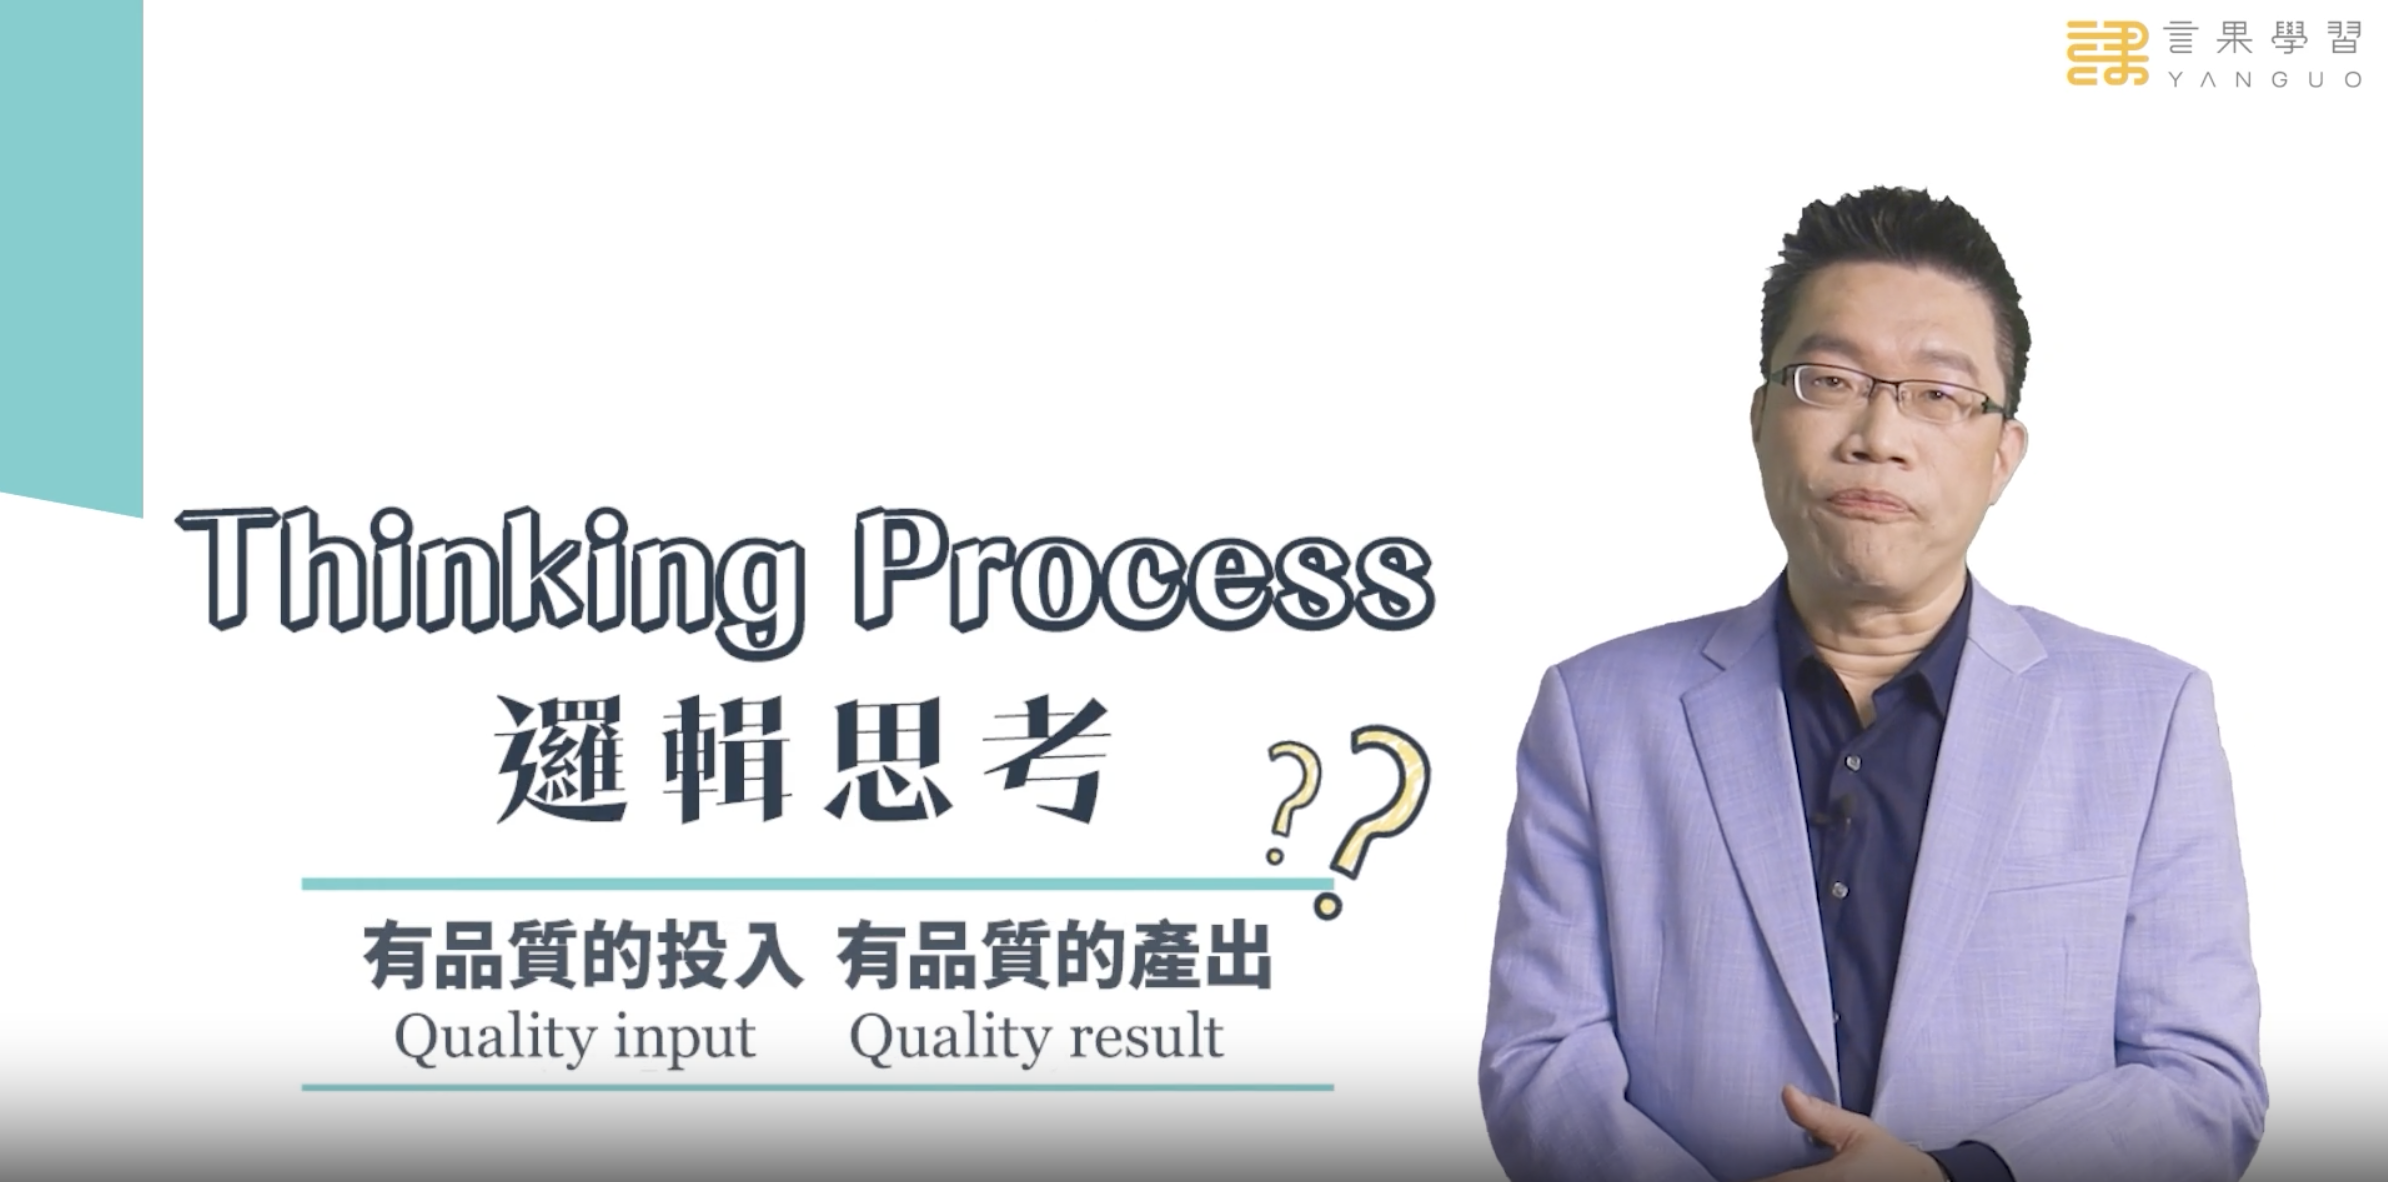 言果學習
YANGUO
Thinking Process
邏輯思考
??
有品質的投入 有品質的產出
Quality input Quality result